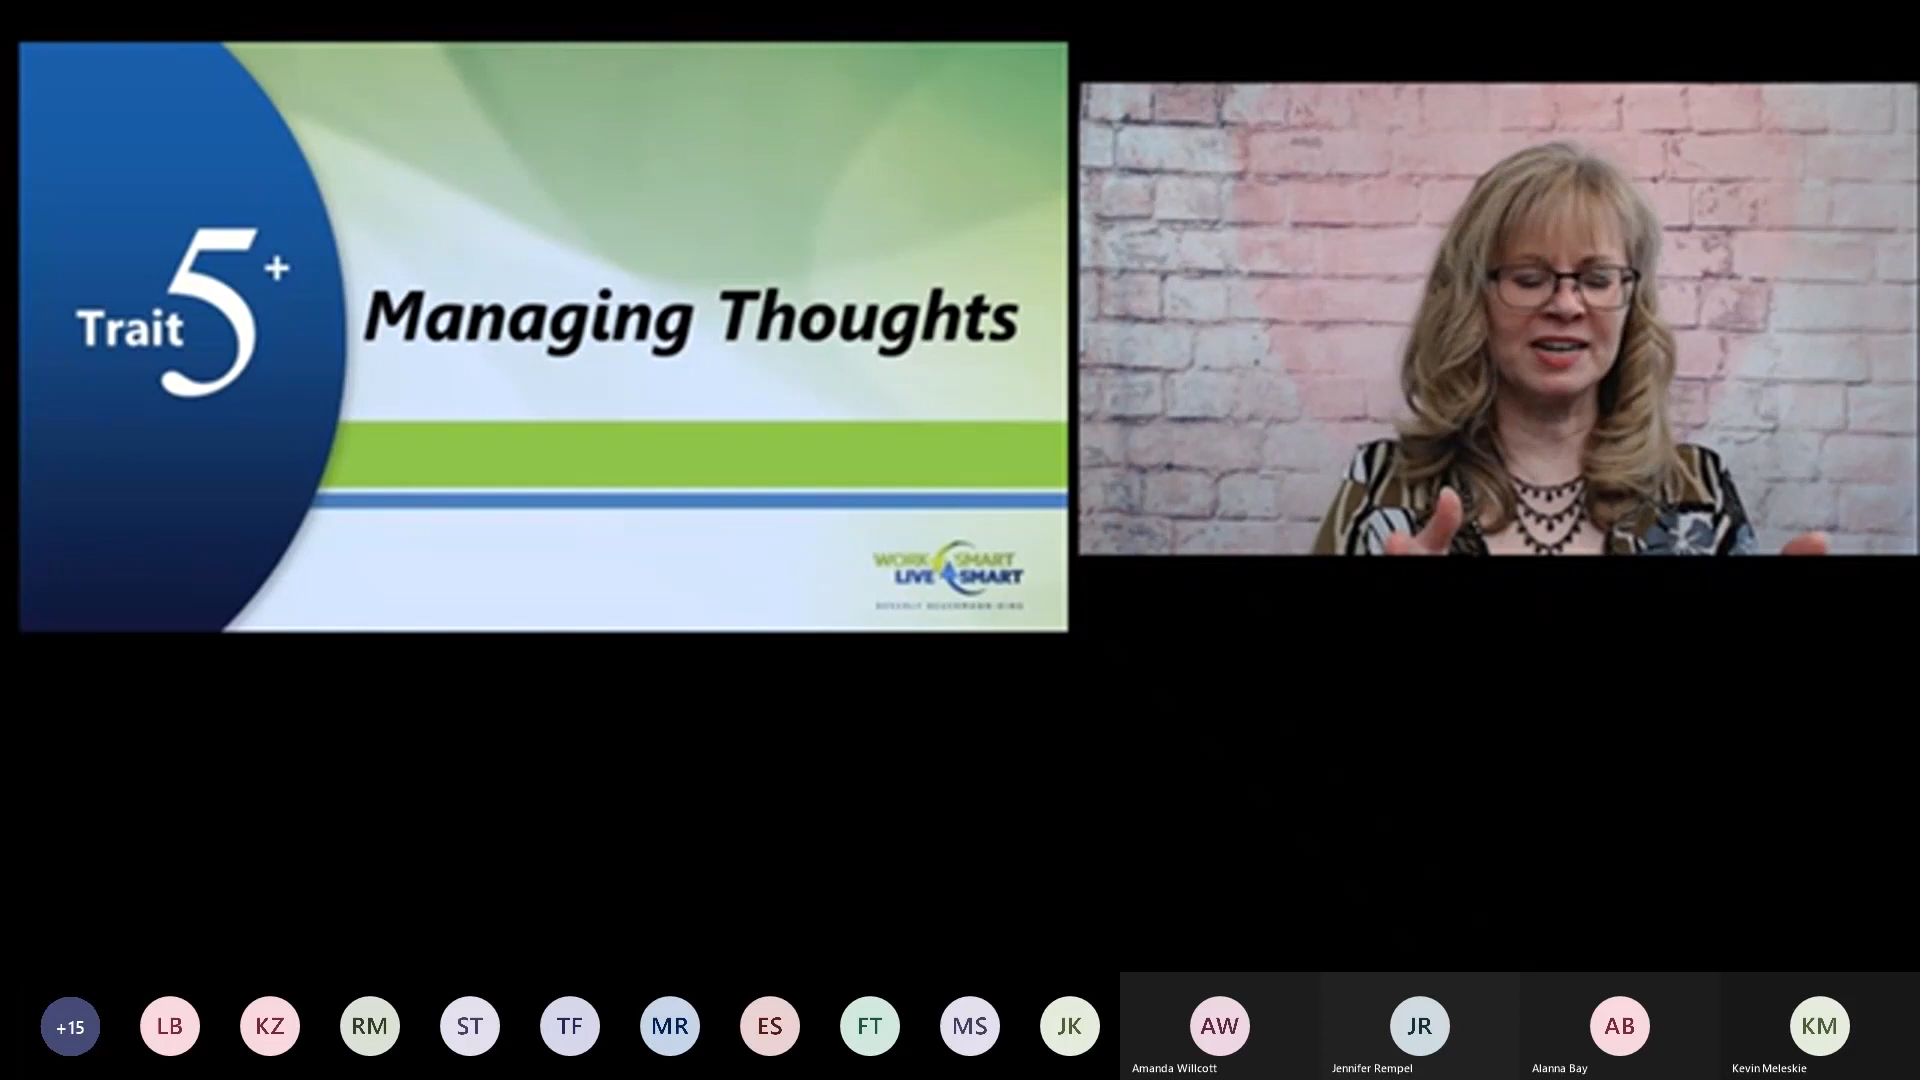 Trait 5+
Managing Thoughts
WORK SMART
LIVE SMART
+15
LB
KZ
RM
ST
TF
MR
ES
FT
MS
JK
AW
JR
AB
KM
Amanda Willcott
Jennifer Rempel
Alanna Bay
Kevin Meleskie